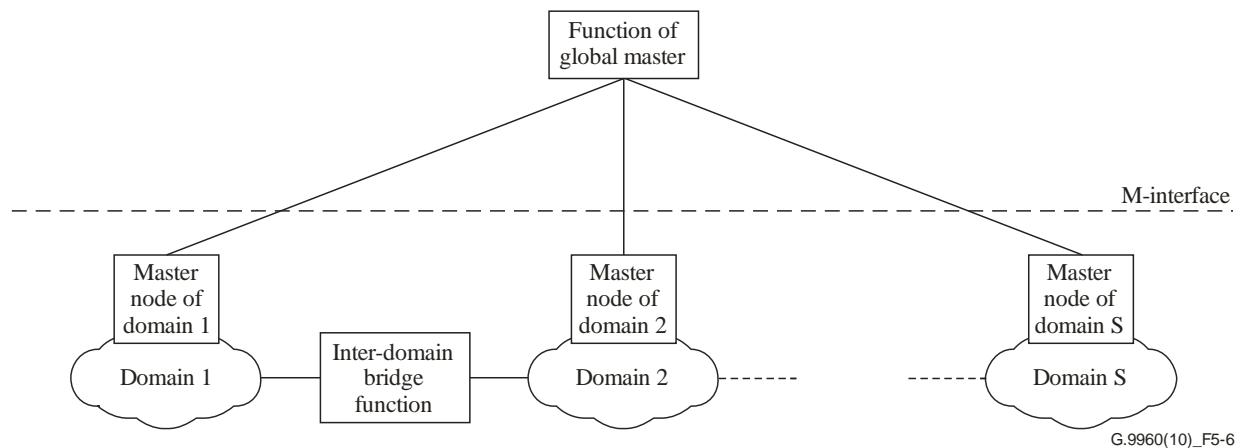 Function of
global master
M-interface
Master
node of
domain 1
Master
node of
domain 2
Master
node of
domain S
Domain 1
Inter-domain
bridge
function
Domain 2
Domain S
G.9960(10)_F5-6